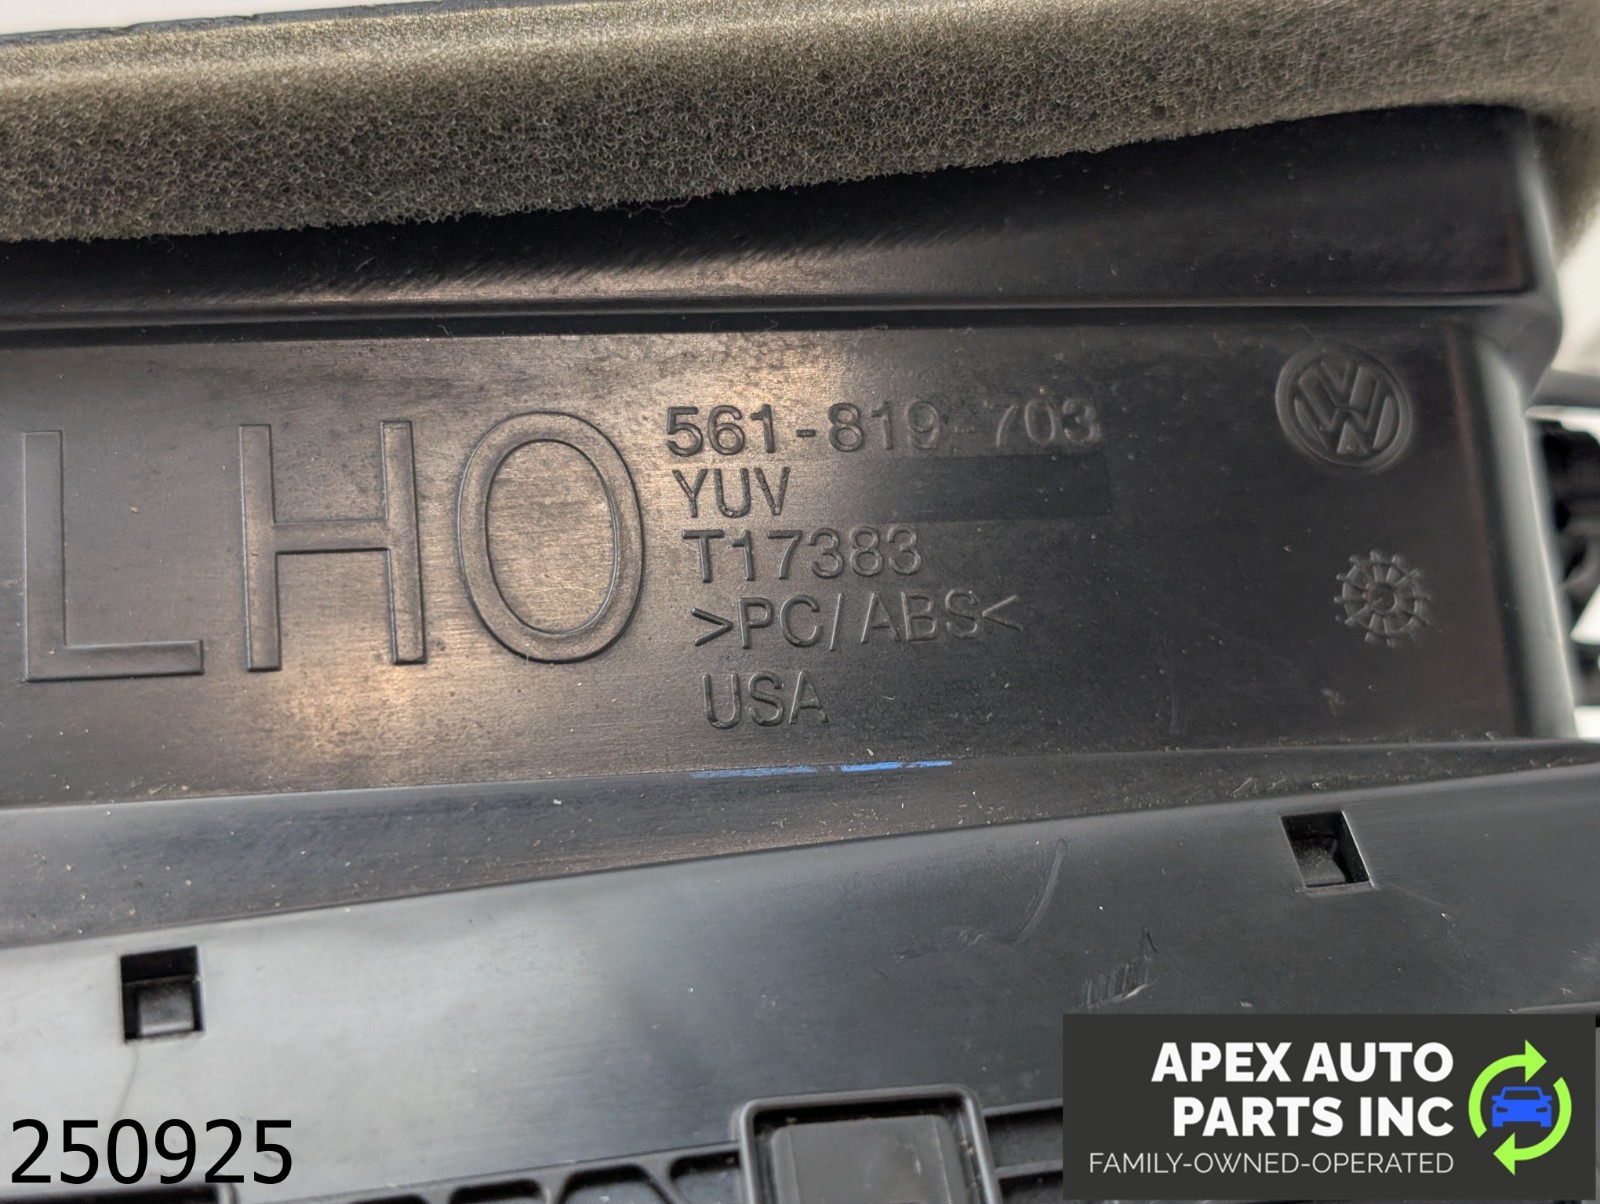 LHO
561-819-703
YUV
T17383
>PC/ABS<
USA
250925
APEX AUTO
PARTS INC
FAMILY-OWNED-OPERATED